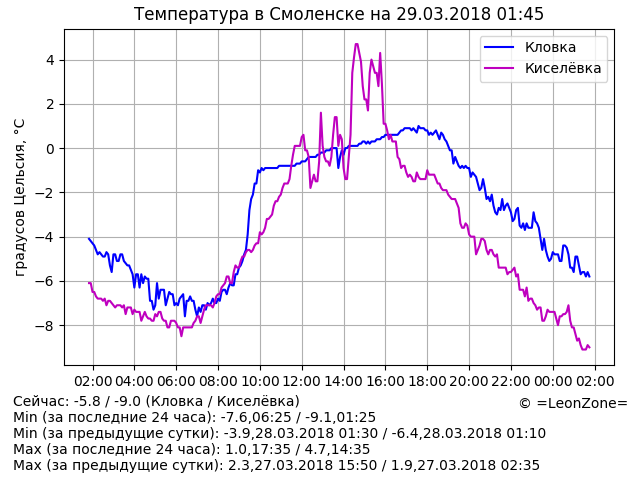 Температура в Смоленске на 29.03.2018 01:45
Кловка
Киселёвка
градусов Цельсия, °C
4
2
0
−2
−4
−6
−8
02:00 04:00 06:00 08:00 10:00 12:00 14:00 16:00 18:00 20:00 22:00 00:00 02:00
Сейчас: -5.8 / -9.0 (Кловка / Киселёвка)
© =LeonZone=
Min (за последние 24 часа): -7.6,06:25 / -9.1,01:25
Min (за предыдущие сутки): -3.9,28.03.2018 01:30 / -6.4,28.03.2018 01:10
Max (за последние 24 часа): 1.0,17:35 / 4.7,14:35
Max (за предыдущие сутки): 2.3,27.03.2018 15:50 / 1.9,27.03.2018 02:35